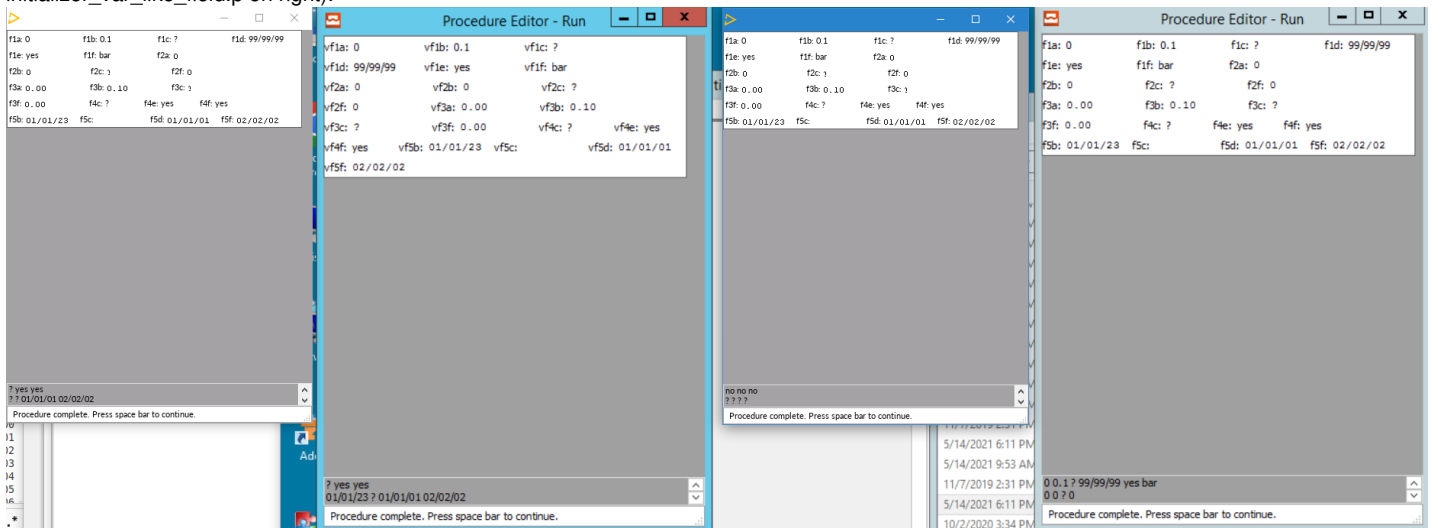 initializer_var_like_field.p on right).
f1a: 0 f1b: 0.1 f1c: ? f1d: 99/99/99
f1e: yes f1f: bar f2a: 0
f2b: 0 f2c: ? f2f: 0
f3a: 0.00 f3b: 0.10 f3c: ?
f3f: 0.00 f4c: ? f4e: yes f4f: yes
f5b: 01/01/23 f5c: f5d: 01/01/01 f5f: 02/02/02
? yes yes
? ? 01/01/01 02/02/02
Procedure complete. Press space bar to continue.
01
02
03
04
05
.*
Ad
Procedure Editor - Run
vf1a: 0 vf1b: 0.1 vf1c: ?
vf1d: 99/99/99 vf1e: yes vf1f: bar
vf2a: 0 vf2b: 0 vf2c: ?
vf2f: 0 vf3a: 0.00 vf3b: 0.10
vf3c: ? vf3f: 0.00 vf4c: ? vf4e: yes
vf4f: yes vf5b: 01/01/23 vf5c: vf5d: 01/01/01
vf5f: 02/02/02
? yes yes
01/01/23 ? 01/01/01 02/02/02
Procedure complete. Press space bar to continue.
ti
f1a: 0 f1b: 0.1 f1c: ? f1d: 99/99/99
f1e: yes f1f: bar f2a: 0
f2b: 0 f2c: ? f2f: 0
f3a: 0.00 f3b: 0.10 f3c: ?
f3f: 0.00 f4c: ? f4e: yes f4f: yes
f5b: 01/01/23 f5c: f5d: 01/01/01 f5f: 02/02/02
no no no
? ? ? ?
Procedure complete. Press space bar to continue.
11/7/2019 2:31 PM
5/14/2021 6:11 PM
5/14/2021 9:53 AM
11/7/2019 2:31 PM
5/14/2021 6:11 PM
10/2/2020 3:34 PM
Procedure Editor - Run
f1a: 0 f1b: 0.1 f1c: ? f1d: 99/99/99
f1e: yes f1f: bar f2a: 0
f2b: 0 f2c: ? f2f: 0
f3a: 0.00 f3b: 0.10 f3c: ?
f3f: 0.00 f4c: ? f4e: yes f4f: yes
f5b: 01/01/23 f5c: f5d: 01/01/01 f5f: 02/02/02
0 0.1 ? 99/99/99 yes bar
0 0 ? 0
Procedure complete. Press space bar to continue.